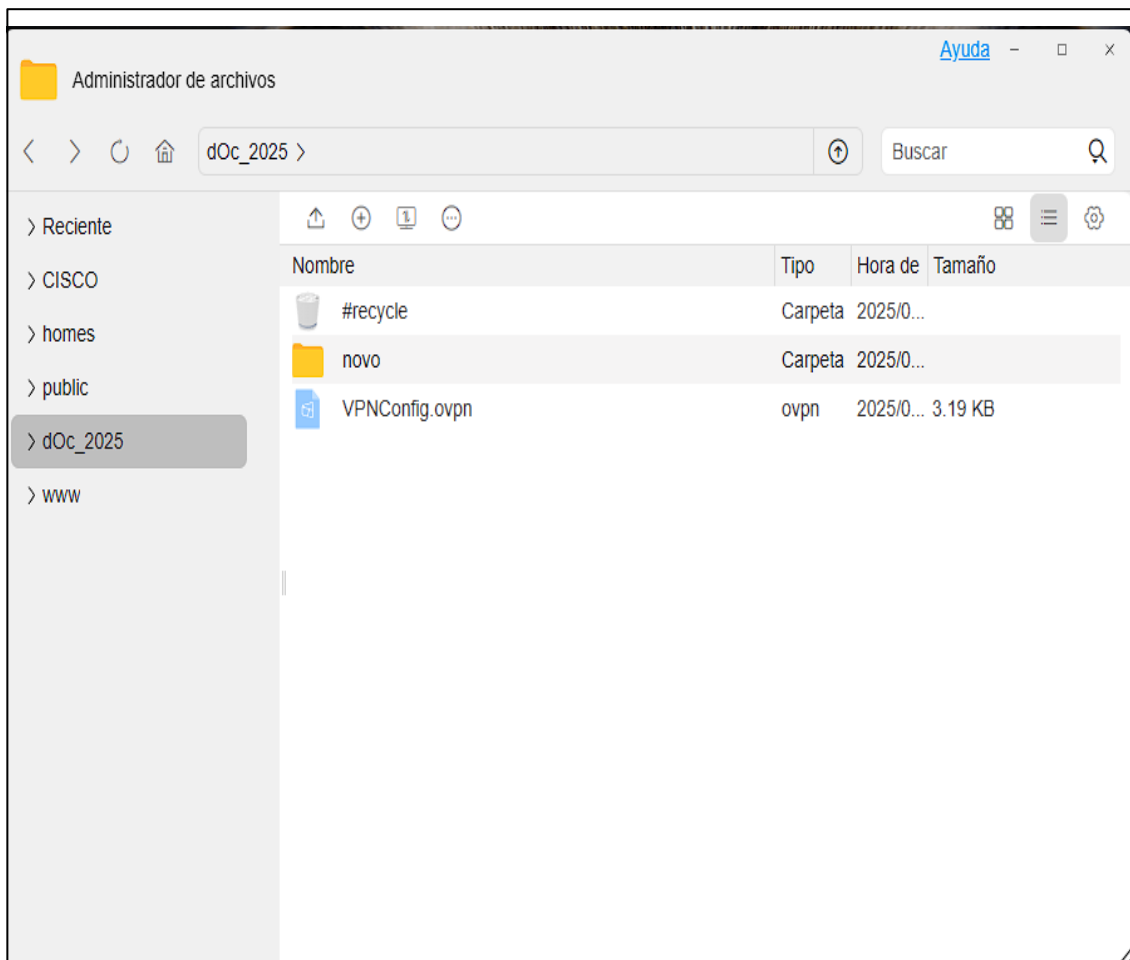 Ayuda
Administrador de archivos
dOc_2025 >
Buscar
Reciente
CISCO
homes
public
dOc_2025
www
Nombre Tipo Hora de Tamaño
#recycle Carpeta 2025/0...
novo Carpeta 2025/0...
VPNConfig.ovpn ovpn 2025/0... 3.19 KB